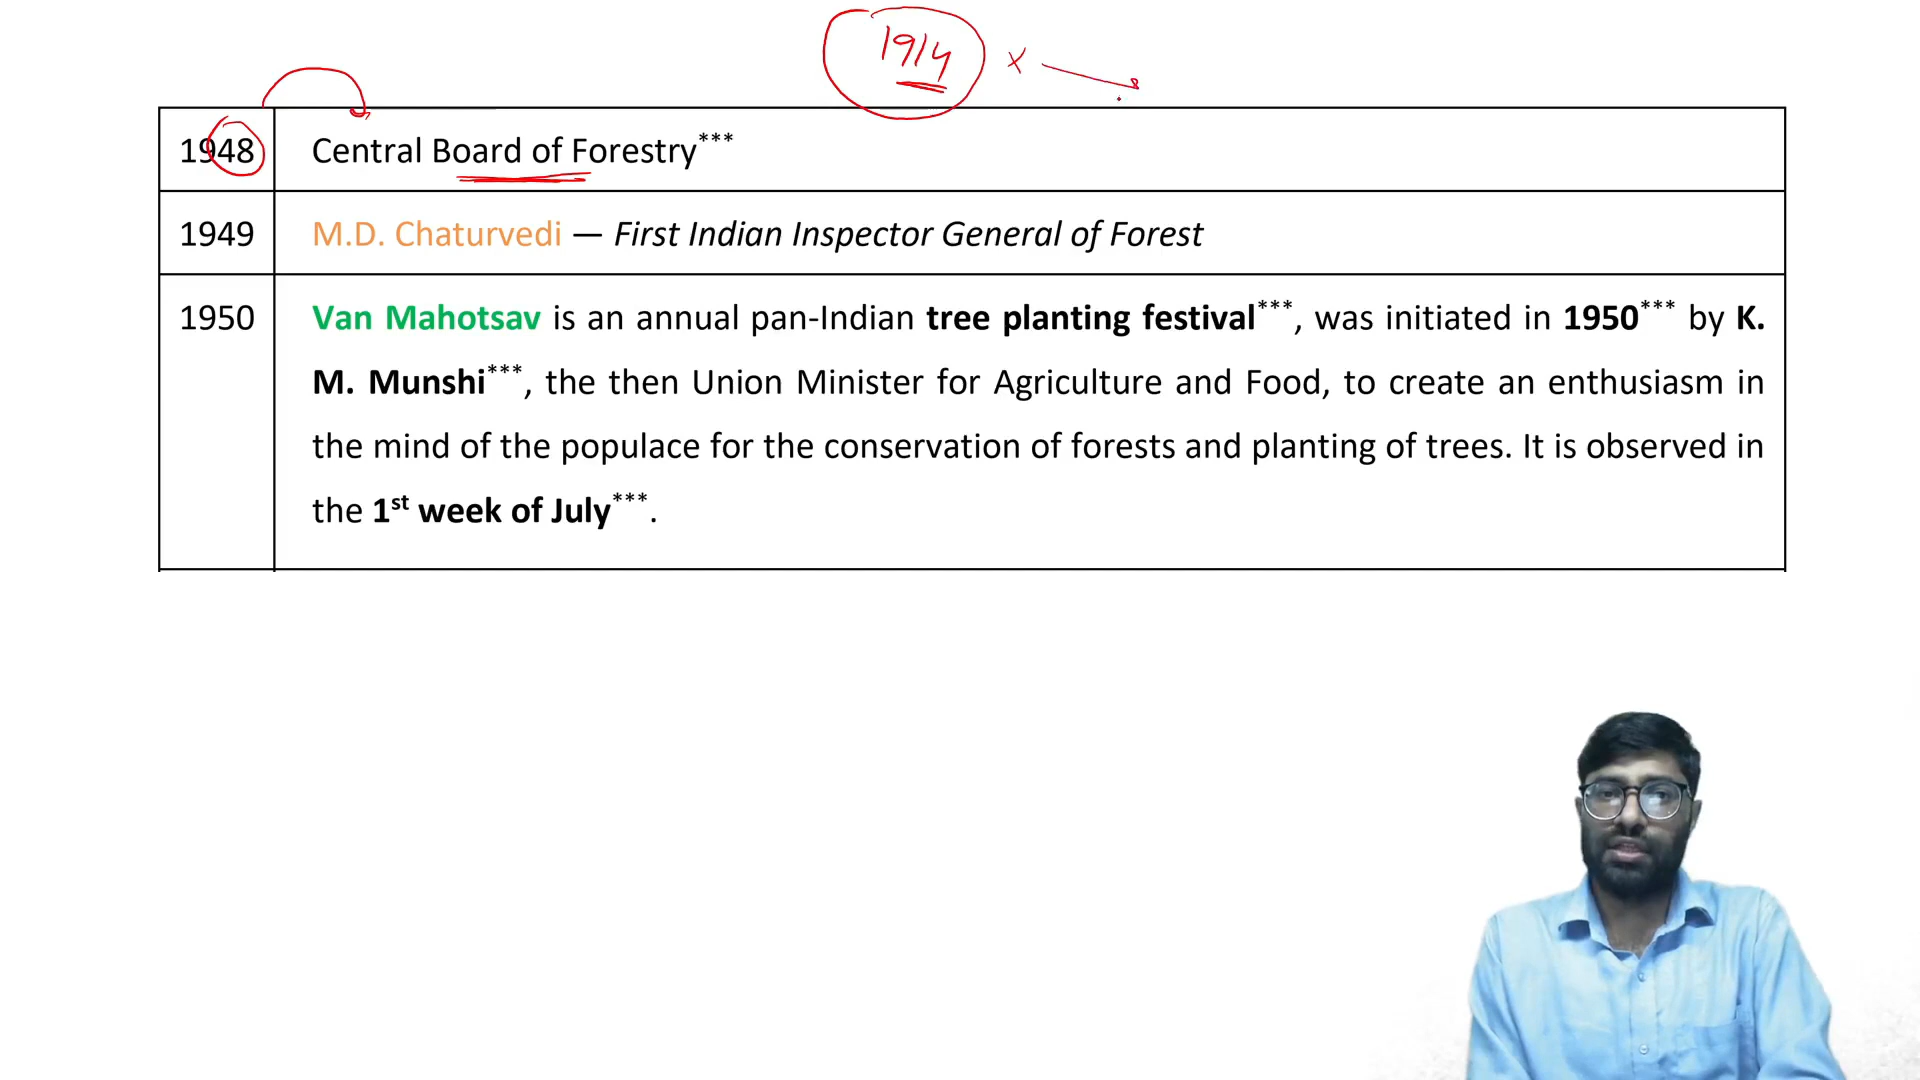 1914 x
1948 Central Board of Forestry***
1949 M.D. Chaturvedi — First Indian Inspector General of Forest
1950 Van Mahotsav is an annual pan-Indian tree planting festival***, was initiated in 1950*** by K.
M. Munshi***, the then Union Minister for Agriculture and Food, to create an enthusiasm in
the mind of the populace for the conservation of forests and planting of trees. It is observed in
the 1st week of July***.